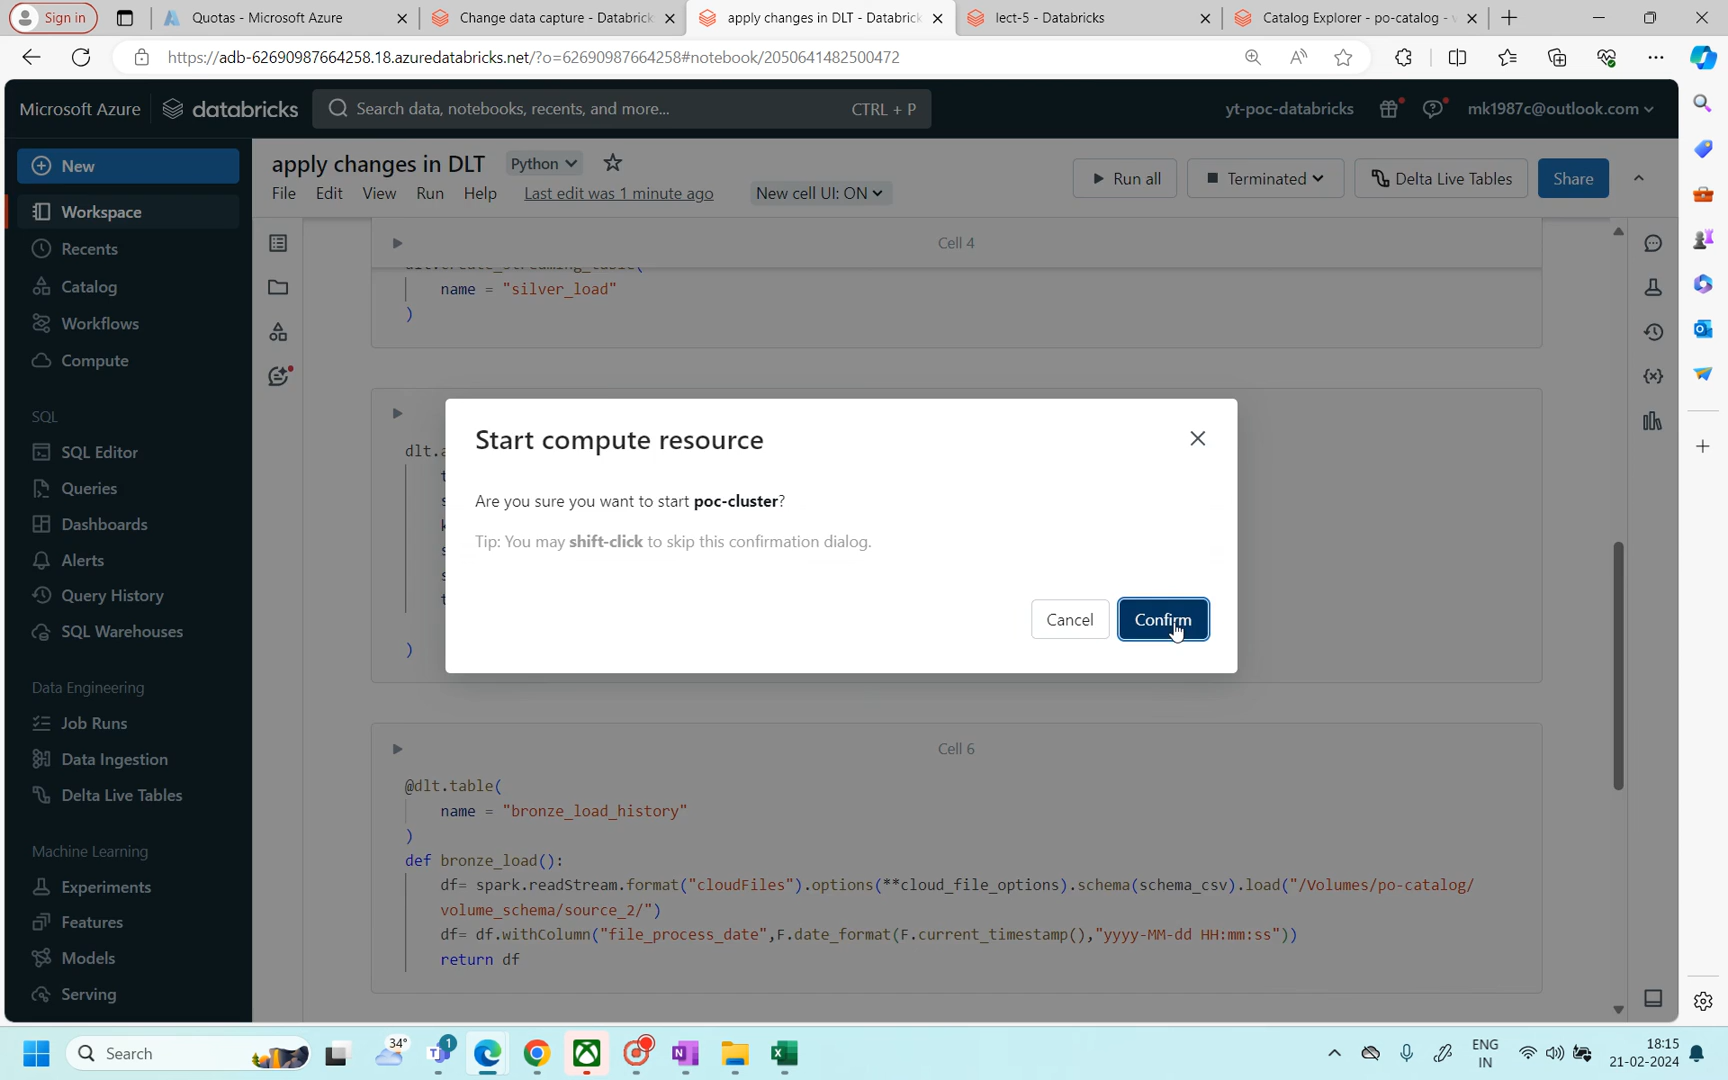 Sign in
Quotas - Microsoft Azure
Change data capture - Databrick
apply changes in DLT - Databrick
lect-5 - Databricks
Catalog Explorer - po-catalog -
https://adb-62690987664258.18.azuredatabricks.net/?o=62690987664258#notebook/2050641482500472
Microsoft Azure
databricks
Search data, notebooks, recents, and more...
CTRL + P
yt-poc-databricks
mk1987c@outlook.com
New
Workspace
Recents
Catalog
Workflows
Compute
SQL
SQL Editor
Queries
Dashboards
Alerts
Query History
SQL Warehouses
Data Engineering
Job Runs
Data Ingestion
Delta Live Tables
Machine Learning
Experiments
Features
Models
Serving
apply changes in DLT
Python
File Edit View Run Help
Last edit was 1 minute ago
New cell UI: ON
Run all
Terminated
Delta Live Tables
Share
Cell 4
name = "silver_load"
)
dlt.
)
Start compute resource
Are you sure you want to start poc-cluster?
Tip: You may shift-click to skip this confirmation dialog.
Cancel
Confirm
Cell 6
@dlt.table(
name = "bronze_load_history"
)
def bronze_load():
df= spark.readStream.format("cloudFiles").options(**cloud_file_options).schema(schema_csv).load("/Volumes/po-catalog/
volume_schema/source_2/")
df= df.withColumn("file_process_date",F.date_format(F.current_timestamp(),"yyyy-MM-dd HH:mm:ss"))
return df
Search
34°
1
ENG
IN
18:15
21-02-2024